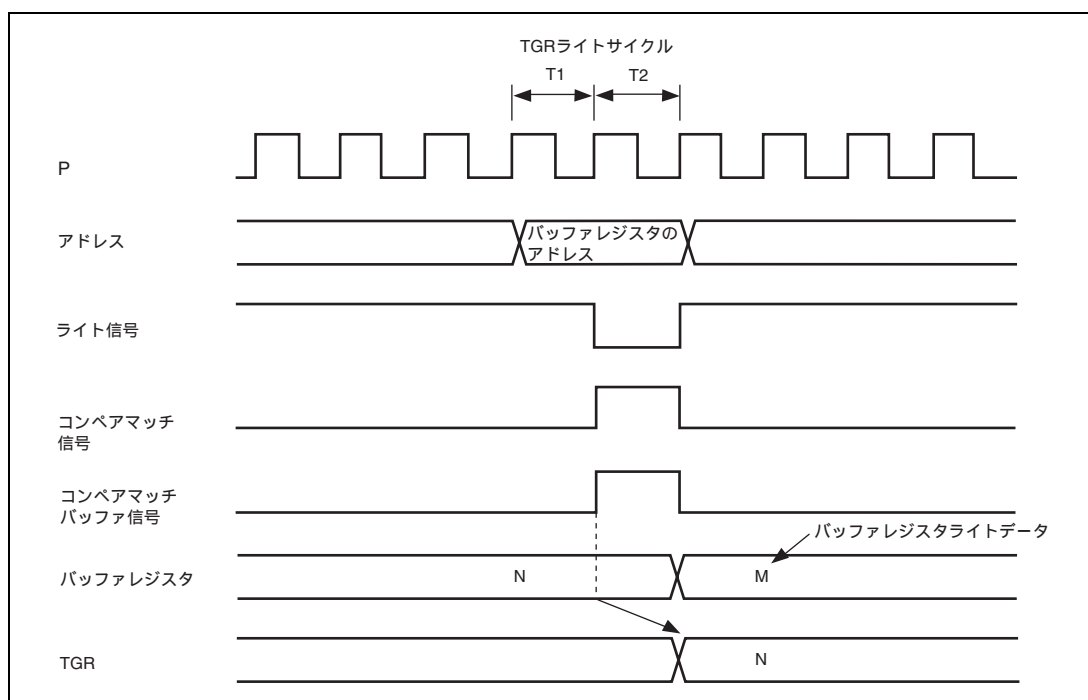 TGRライトサイクル
T1
T2
P
アドレス
バッファレジスタの
アドレス
ライト信号
コンペアマッチ
信号
コンペアマッチ
バッファ信号
バッファレジスタライトデータ
バッファレジスタ
N
M
TGR
N